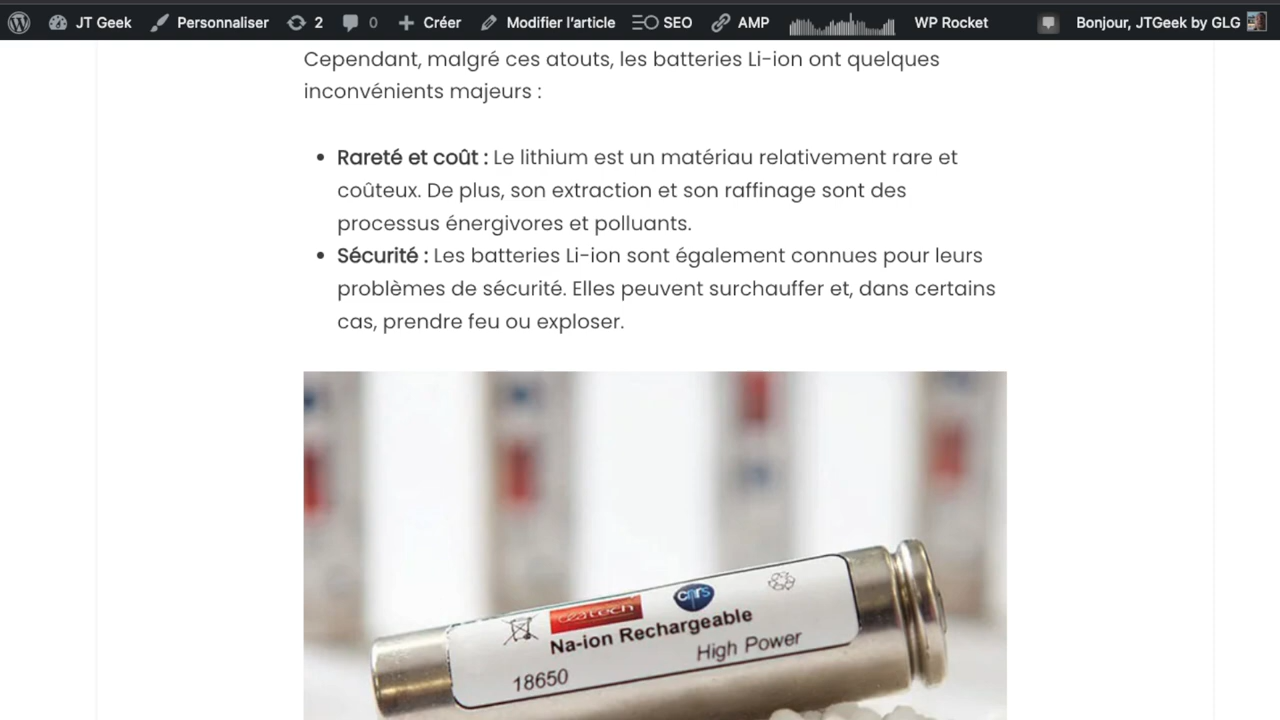 JT Geek Personnaliser 2 0 Créer Modifier l'article SEO AMP WP Rocket Bonjour, JTGeek by GLG
Cependant, malgré ces atouts, les batteries Li-ion ont quelques
inconvénients majeurs :
• Rareté et coût : Le lithium est un matériau relativement rare et
coûteux. De plus, son extraction et son raffinage sont des
processus énergivores et polluants.
• Sécurité : Les batteries Li-ion sont également connues pour leurs
problèmes de sécurité. Elles peuvent surchauffer et, dans certains
cas, prendre feu ou exploser.
cnrs
Na-ion Rechargeable
18650 High Power